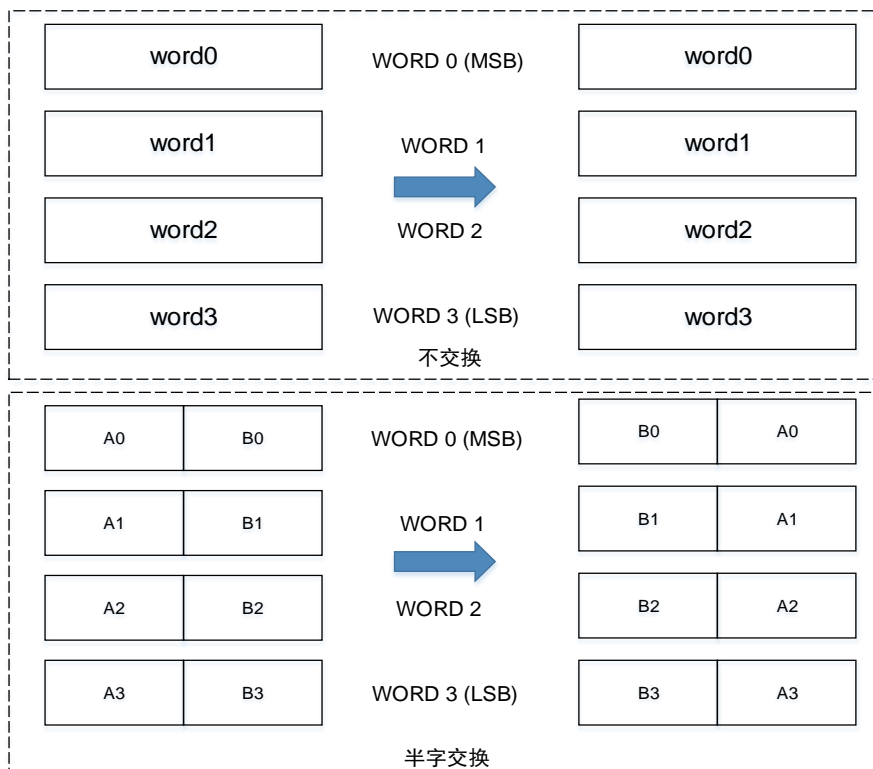 word0 WORD 0 (MSB) word0
word1 WORD 1 word1
word2 WORD 2 word2
word3 WORD 3 (LSB) word3
不交换
A0 B0 WORD 0 (MSB) B0 A0
A1 B1 WORD 1 B1 A1
A2 B2 WORD 2 B2 A2
A3 B3 WORD 3 (LSB) B3 A3
半字交换